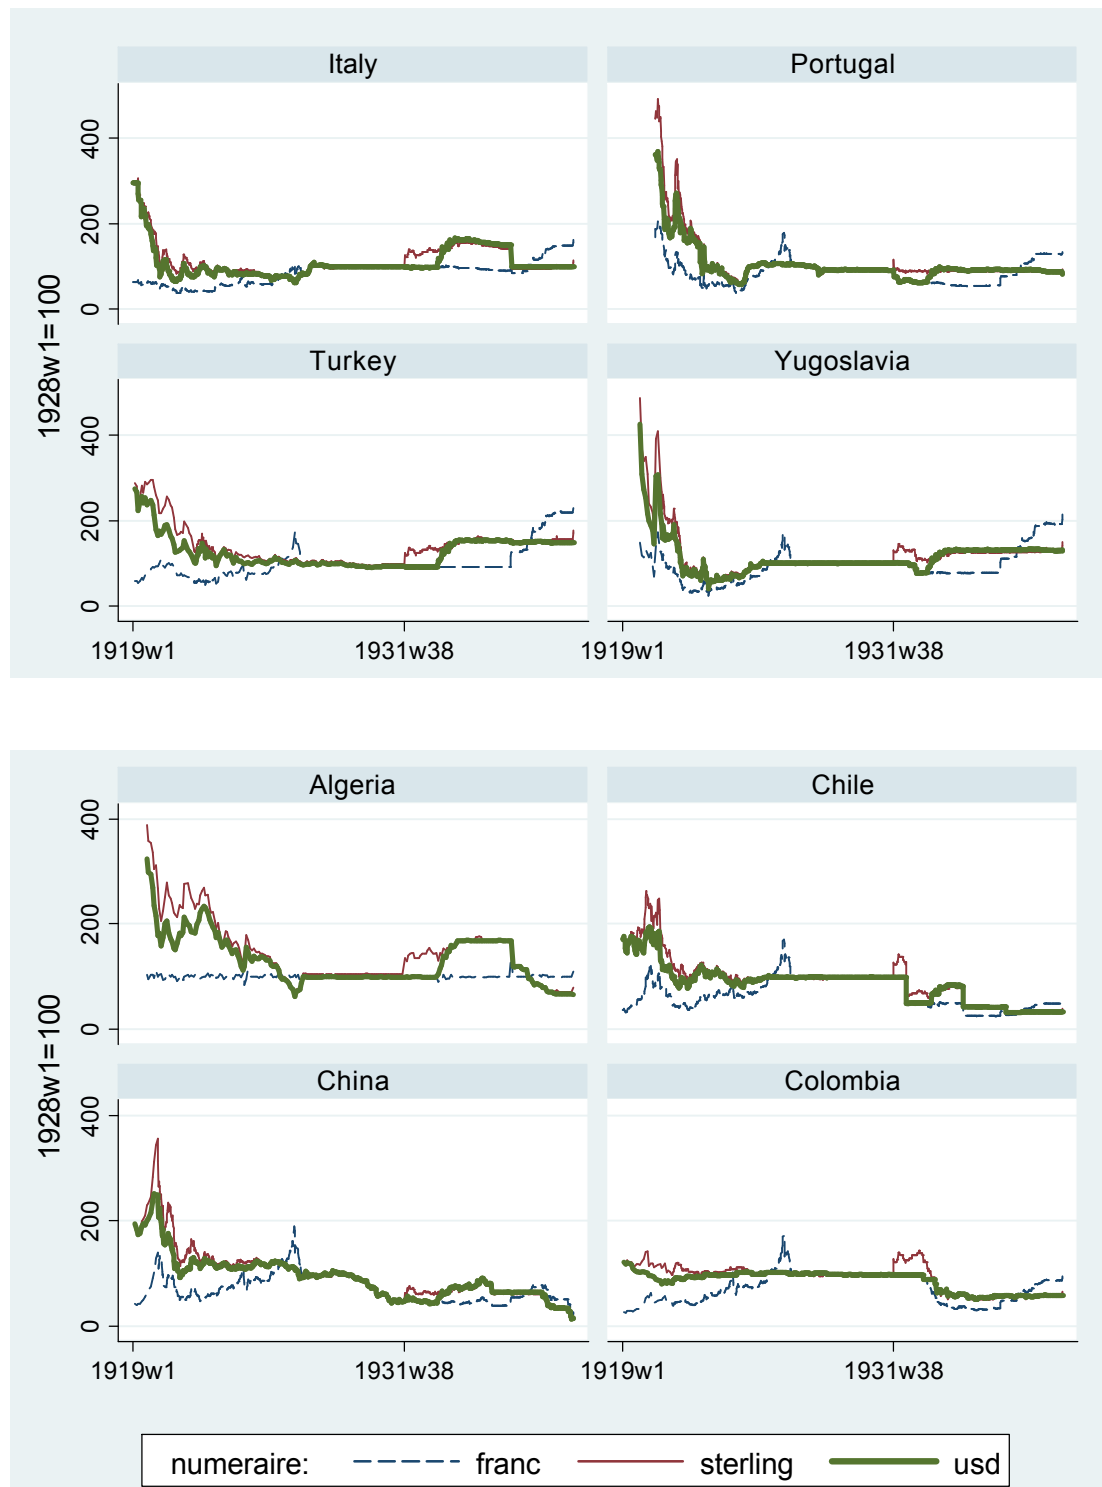 Italy
Portugal
400
200
0
Turkey
Yugoslavia
400
200
0
1928w1=100
1919w1
1931w38
1919w1
1931w38
Algeria
Chile
400
200
0
China
Colombia
400
200
0
1928w1=100
1919w1
1931w38
1919w1
1931w38
numeraire: franc sterling usd